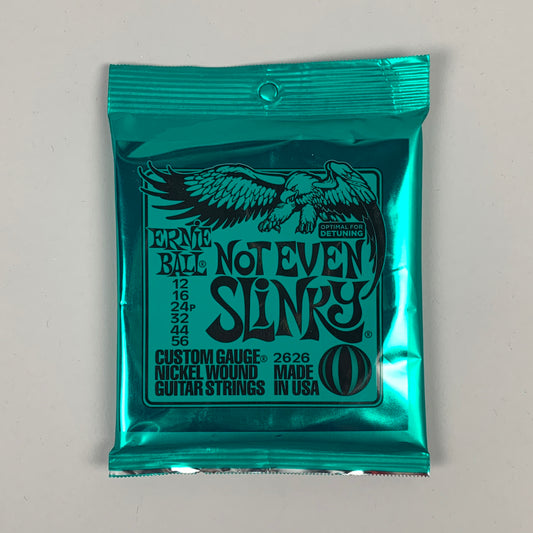 OPTIMAL FOR
DETUNING
ERNIE
BALL®
NOT EVEN
SLINKY®
12
16
24P
32
44
56
CUSTOM GAUGE® 2626
NICKEL WOUND MADE
GUITAR STRINGS IN USA